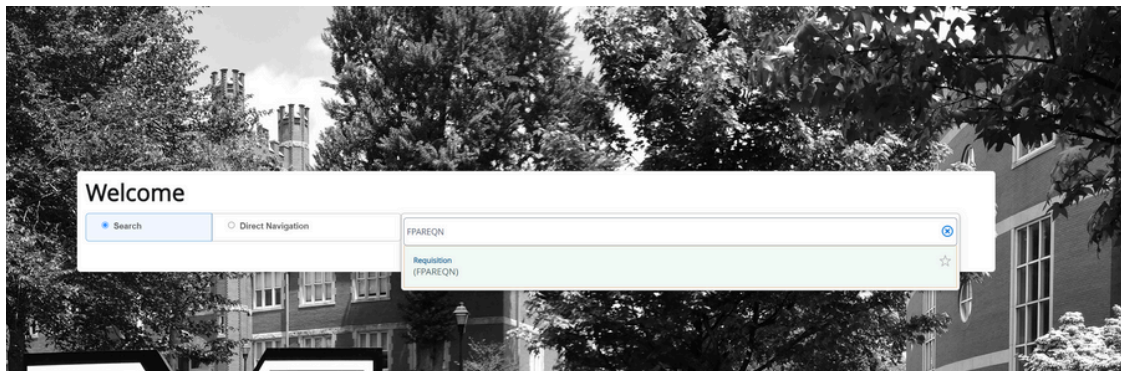 Welcome
Search
Direct Navigation
FPAREQN
Requisition
(FPAREQN)